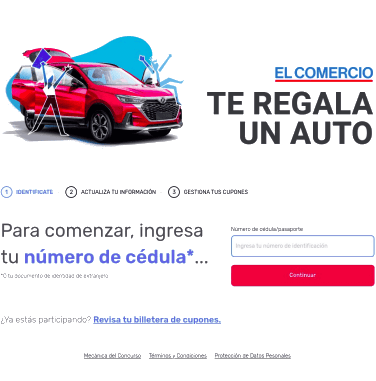 EL COMERCIO
TE REGALA
UN AUTO
1 IDENTIFICATE 2 ACTUALIZA TU INFORMACIÓN 3 GESTIONA TUS CUPONES
Para comenzar, ingresa
tu número de cédula*...
*C tu documento de identidad de extranjero
Número de cédula/pasaporte
Ingresa tu número de identificación
Continuar
¿Ya estás participando? Revisa tu billetera de cupones.
Mecánica del Concurso Términos y Condiciones Protección de Datos Pesonales